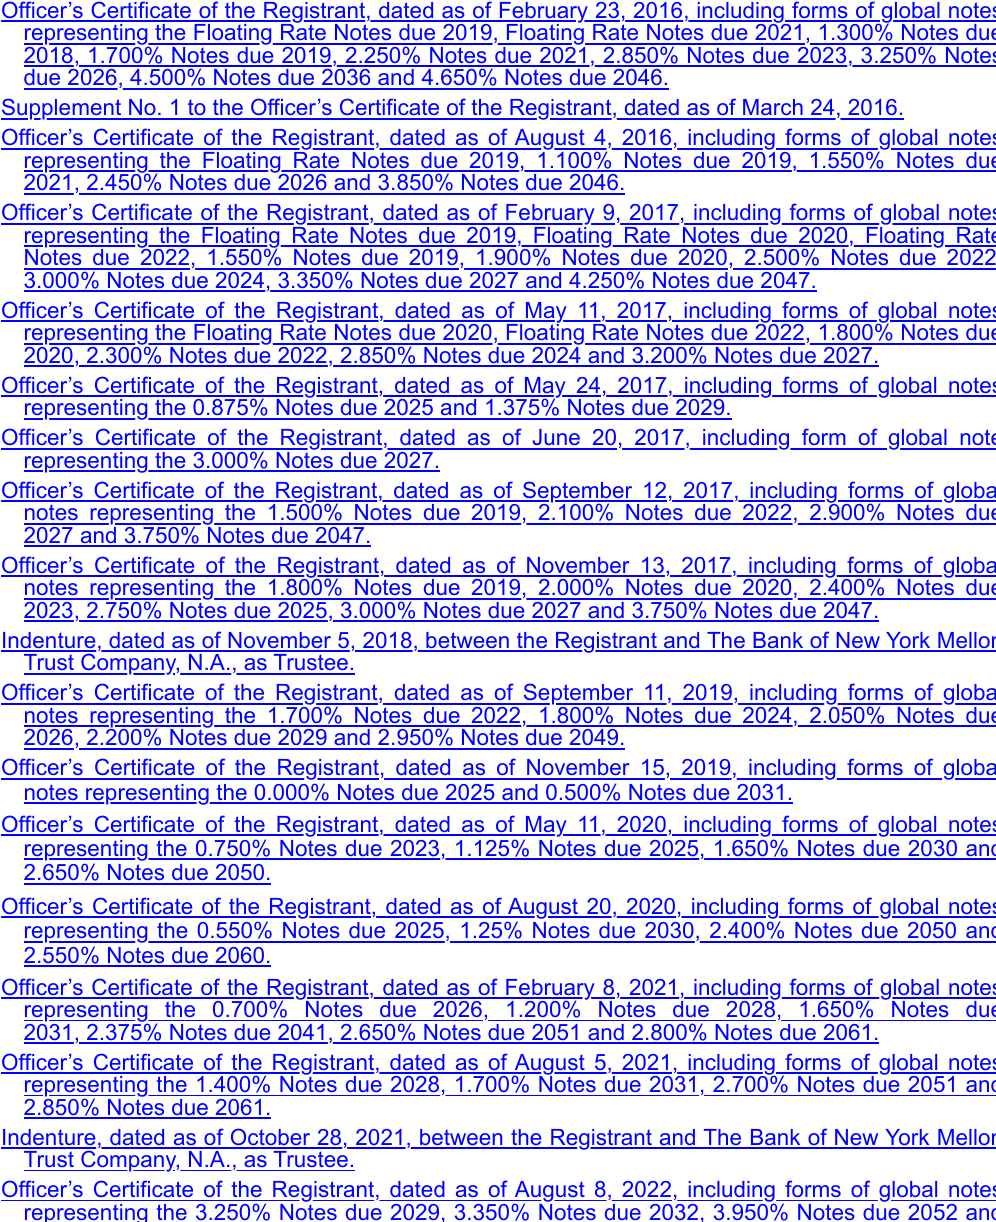 Officer’s Certificate of the Registrant, dated as of February 23, 2016, including forms of global notes
representing the Floating Rate Notes due 2019, Floating Rate Notes due 2021, 1.300% Notes due
2018, 1.700% Notes due 2019, 2.250% Notes due 2021, 2.850% Notes due 2023, 3.250% Notes
due 2026, 4.500% Notes due 2036 and 4.650% Notes due 2046.
Supplement No. 1 to the Officer’s Certificate of the Registrant, dated as of March 24, 2016.
Officer’s Certificate of the Registrant, dated as of August 4, 2016, including forms of global notes
representing the Floating Rate Notes due 2019, 1.100% Notes due 2019, 1.550% Notes due
2021, 2.450% Notes due 2026 and 3.850% Notes due 2046.
Officer’s Certificate of the Registrant, dated as of February 9, 2017, including forms of global notes
representing the Floating Rate Notes due 2019, Floating Rate Notes due 2020, Floating Rate
Notes due 2022, 1.550% Notes due 2019, 1.900% Notes due 2020, 2.500% Notes due 2022
3.000% Notes due 2024, 3.350% Notes due 2027 and 4.250% Notes due 2047.
Officer’s Certificate of the Registrant, dated as of May 11, 2017, including forms of global notes
representing the Floating Rate Notes due 2020, Floating Rate Notes due 2022, 1.800% Notes due
2020, 2.300% Notes due 2022, 2.850% Notes due 2024 and 3.200% Notes due 2027.
Officer’s Certificate of the Registrant, dated as of May 24, 2017, including forms of global notes
representing the 0.875% Notes due 2025 and 1.375% Notes due 2029.
Officer’s Certificate of the Registrant, dated as of June 20, 2017, including form of global note
representing the 3.000% Notes due 2027.
Officer’s Certificate of the Registrant, dated as of September 12, 2017, including forms of global
notes representing the 1.500% Notes due 2019, 2.100% Notes due 2022, 2.900% Notes due
2027 and 3.750% Notes due 2047.
Officer’s Certificate of the Registrant, dated as of November 13, 2017, including forms of global
notes representing the 1.800% Notes due 2019, 2.000% Notes due 2020, 2.400% Notes due
2023, 2.750% Notes due 2025, 3.000% Notes due 2027 and 3.750% Notes due 2047.
Indenture, dated as of November 5, 2018, between the Registrant and The Bank of New York Mellon
Trust Company, N.A., as Trustee.
Officer’s Certificate of the Registrant, dated as of September 11, 2019, including forms of global
notes representing the 1.700% Notes due 2022, 1.800% Notes due 2024, 2.050% Notes due
2026, 2.200% Notes due 2029 and 2.950% Notes due 2049.
Officer’s Certificate of the Registrant, dated as of November 15, 2019, including forms of global
notes representing the 0.000% Notes due 2025 and 0.500% Notes due 2031.
Officer’s Certificate of the Registrant, dated as of May 11, 2020, including forms of global notes
representing the 0.750% Notes due 2023, 1.125% Notes due 2025, 1.650% Notes due 2030 and
2.650% Notes due 2050.
Officer’s Certificate of the Registrant, dated as of August 20, 2020, including forms of global notes
representing the 0.550% Notes due 2025, 1.25% Notes due 2030, 2.400% Notes due 2050 and
2.550% Notes due 2060.
Officer’s Certificate of the Registrant, dated as of February 8, 2021, including forms of global notes
representing the 0.700% Notes due 2026, 1.200% Notes due 2028, 1.650% Notes due
2031, 2.375% Notes due 2041, 2.650% Notes due 2051 and 2.800% Notes due 2061.
Officer’s Certificate of the Registrant, dated as of August 5, 2021, including forms of global notes
representing the 1.400% Notes due 2028, 1.700% Notes due 2031, 2.700% Notes due 2051 and
2.850% Notes due 2061.
Indenture, dated as of October 28, 2021, between the Registrant and The Bank of New York Mellon
Trust Company, N.A., as Trustee.
Officer’s Certificate of the Registrant, dated as of August 8, 2022, including forms of global notes
representing the 3.250% Notes due 2029, 3.350% Notes due 2032, 3.950% Notes due 2052 and